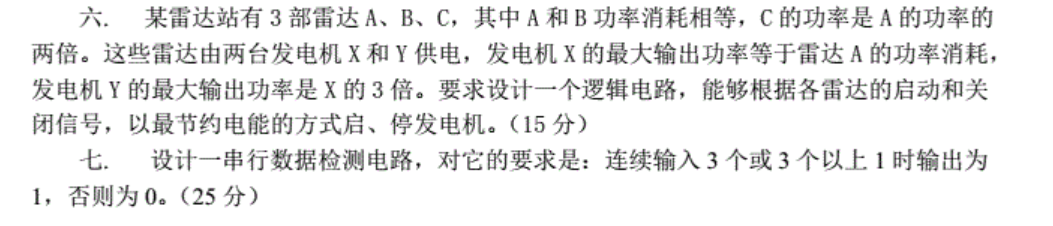 六.　某雷达站有 3 部雷达 A、B、C，其中 A 和 B 功率消耗相等，C 的功率是 A 的功率的
两倍。这些雷达由两台发电机 X 和 Y 供电，发电机 X 的最大输出功率等于雷达 A 的功率消耗，
发电机 Y 的最大输出功率是 X 的 3 倍。要求设计一个逻辑电路，能够根据各雷达的启动和关
闭信号，以最节约电能的方式启、停发电机。（15 分）
七.　设计一串行数据检测电路，对它的要求是：连续输入 3 个或 3 个以上 1 时输出为
1，否则为 0。（25 分）